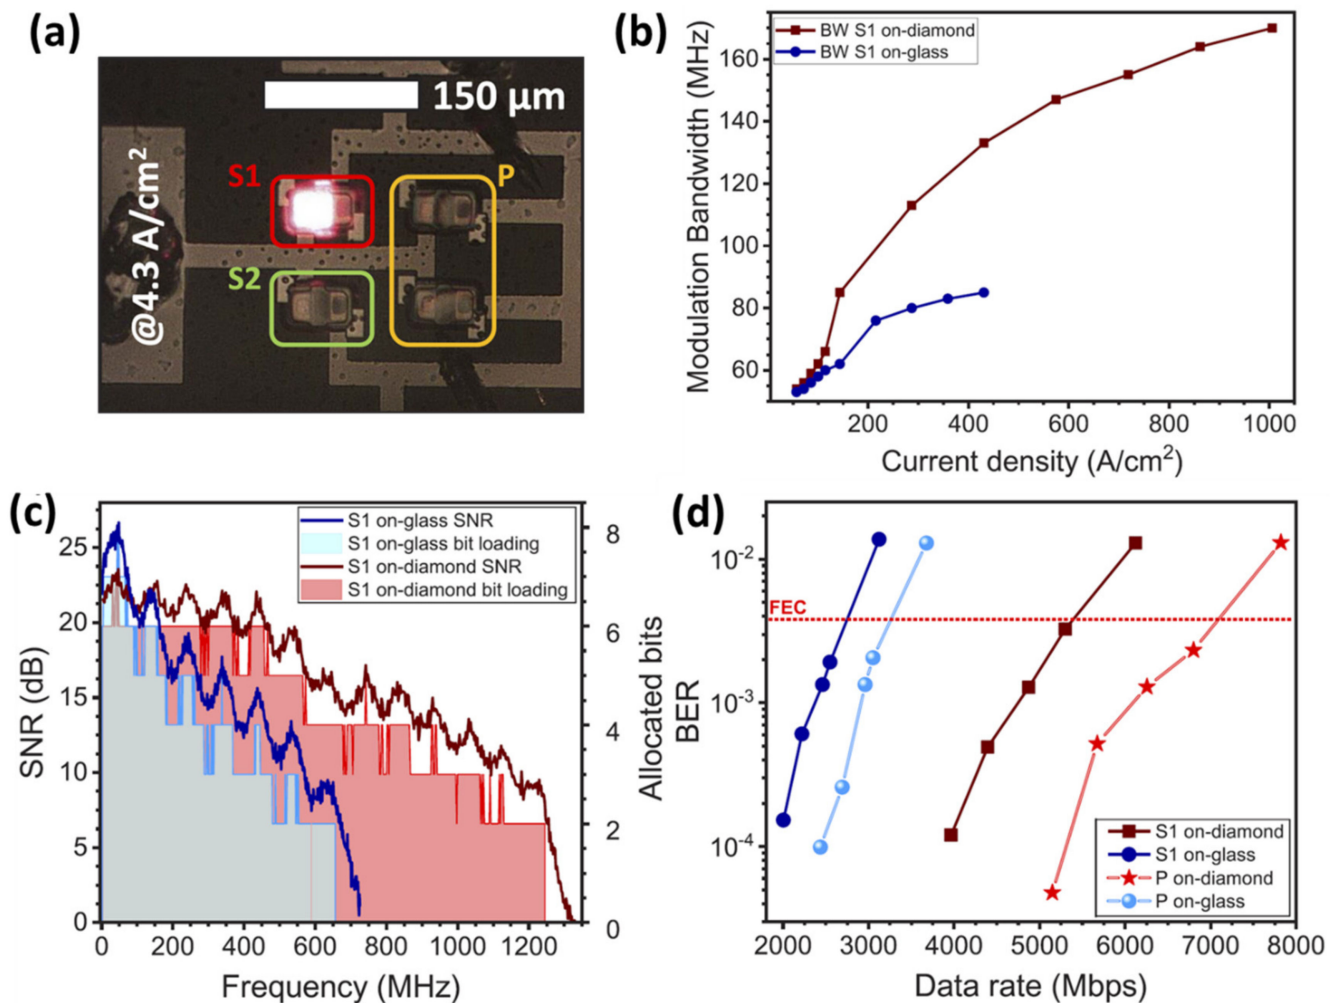 (a)
150 µm
@4.3 A/cm²
S1
P
S2
(b)
BW S1 on-diamond
BW S1 on-glass
Modulation Bandwidth (MHz)
160
140
120
100
80
60
200
400
600
800
1000
Current density (A/cm²)
(c)
S1 on-glass SNR
S1 on-glass bit loading
S1 on-diamond SNR
S1 on-diamond bit loading
SNR (dB)
25
20
15
10
5
0
Allocated bits
8
6
4
2
0
0
200
400
600
800
1000
1200
Frequency (MHz)
(d)
FEC
BER
10⁻²
10⁻³
10⁻⁴
S1 on-diamond
S1 on-glass
P on-diamond
P on-glass
2000
3000
4000
5000
6000
7000
8000
Data rate (Mbps)